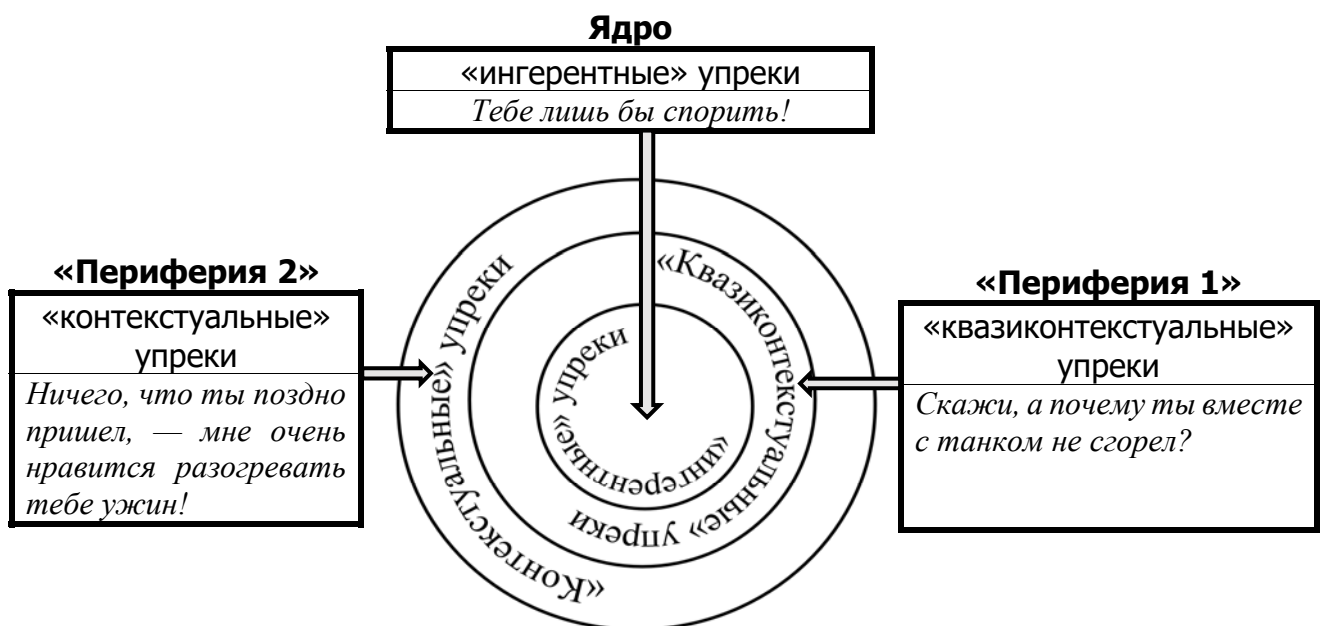 Ядро
«ингерентные» упреки
Тебе лишь бы спорить!
«Периферия 2»
«контекстуальные»
упреки
Ничего, что ты поздно
пришел, — мне очень
нравится разогревать
тебе ужин!
«Контекстуальные» упреки
«Квазиконтекстуальные» упреки
«ингерентные» упреки
«Периферия 1»
«квазиконтекстуальные»
упреки
Скажи, а почему ты вместе
с танком не сгорел?